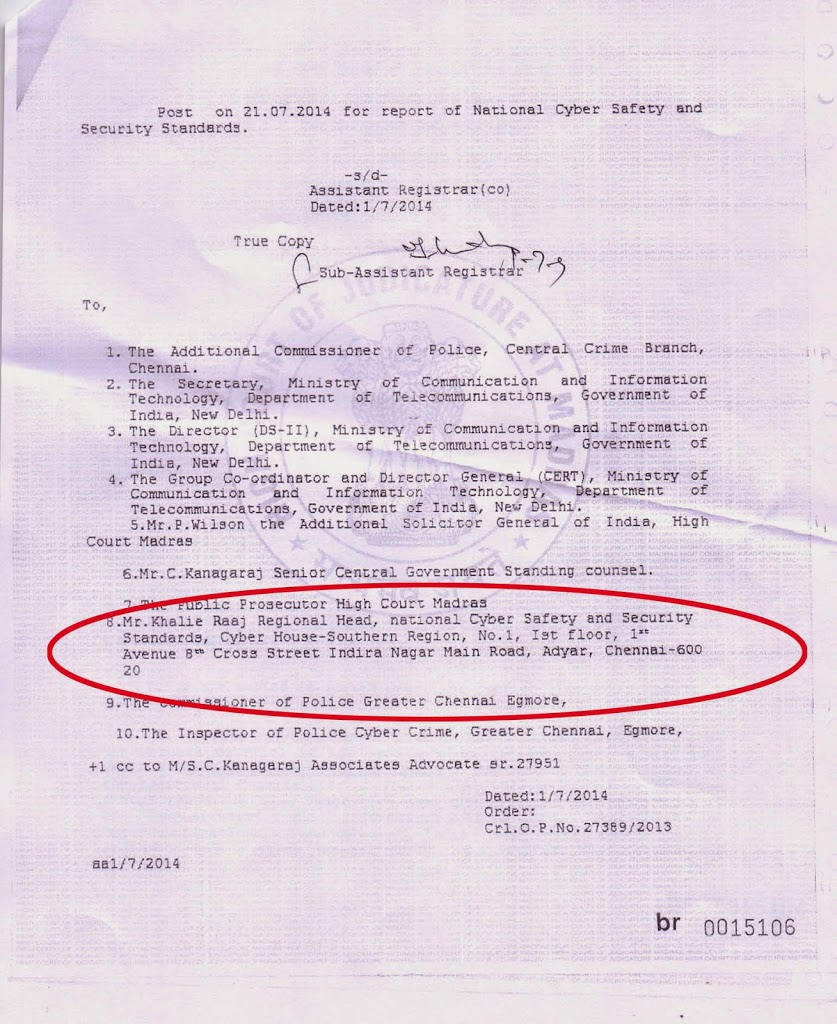 Post on 21.07.2014 for report of National Cyber Safety and
Security Standards.
-s/d-
Assistant Registrar(co)
Dated:1/7/2014
True Copy
Sub-Assistant Registrar
To,
1. The Additional Commissioner of Police, Central Crime Branch,
Chennai.
2. The Secretary, Ministry of Communication and Information
Technology, Department of Telecommunications, Government of
India, New Delhi.
3. The Director (DS-II), Ministry of Communication and Information
Technology, Department of Telecommunications, Government of
India, New Delhi.
4. The Group Co-ordinator and Director General (CERT), Ministry of
Communication and Information Technology, Department of
Telecommunications, Government of India, New Delhi.
5.Mr.P.Wilson the Additional Solicitor General of India, High
Court Madras
6.Mr.C.Kanagaraj Senior Central Government Standing counsel.
7.The Public Prosecutor High Court Madras
8.Mr.Khalie Raaj Regional Head, national Cyber Safety and Security
Standards, Cyber House-Southern Region, No.1, Ist floor, 1st
Avenue 8th Cross Street Indira Nagar Main Road, Adyar, Chennai-600
20
9.The Commissioner of Police Greater Chennai Egmore,
10.The Inspector of Police Cyber Crime, Greater Chennai, Egmore,
+1 cc to M/S.C.Kanagaraj Associates Advocate sr.27951
Dated:1/7/2014
Order:
Crl.O.P.No.27389/2013
aa1/7/2014
br 0015106